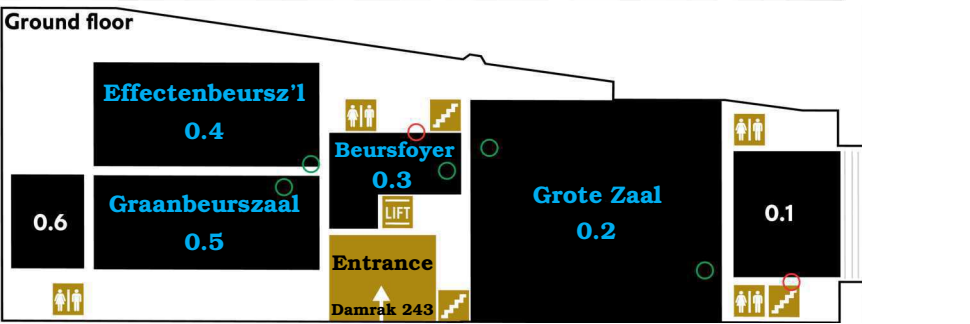 Ground floor
Effectenbeursz'l
0.4
Beursfoyer
0.3
Graanbeurszaal
0.5
0.6
LIFT
Grote Zaal
0.2
0.1
Entrance
Damrak 243